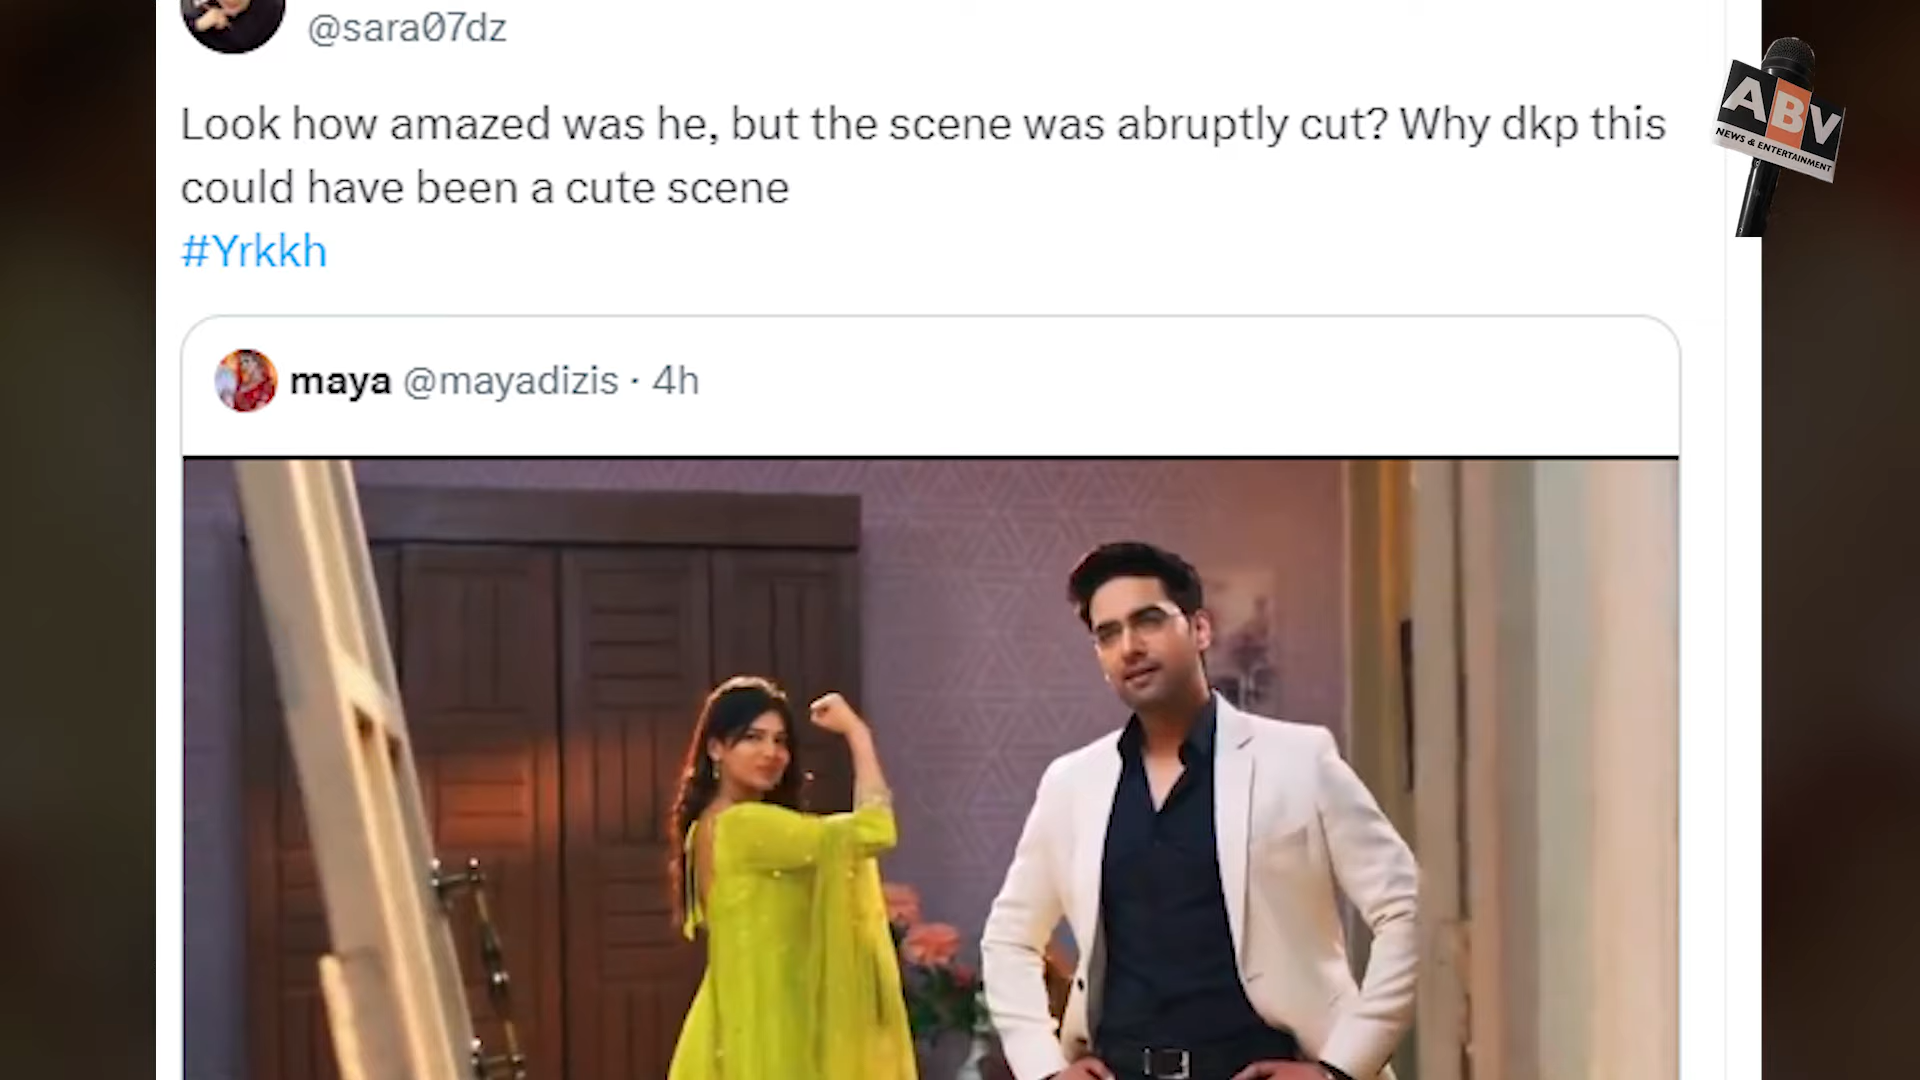 @sara07dz
Look how amazed was he, but the scene was abruptly cut? Why dkp this
could have been a cute scene
#Yrkkh
maya @mayadizis · 4h
ABV
NEWS & ENTERTAINMENT